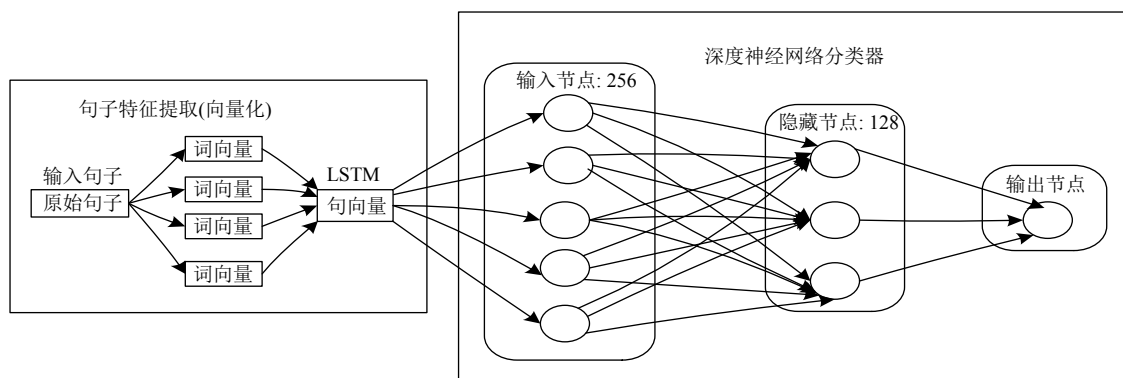 句子特征提取(向量化)
输入句子
原始句子
词向量
词向量
词向量
词向量
LSTM
句向量
深度神经网络分类器
输入节点: 256
隐藏节点: 128
输出节点